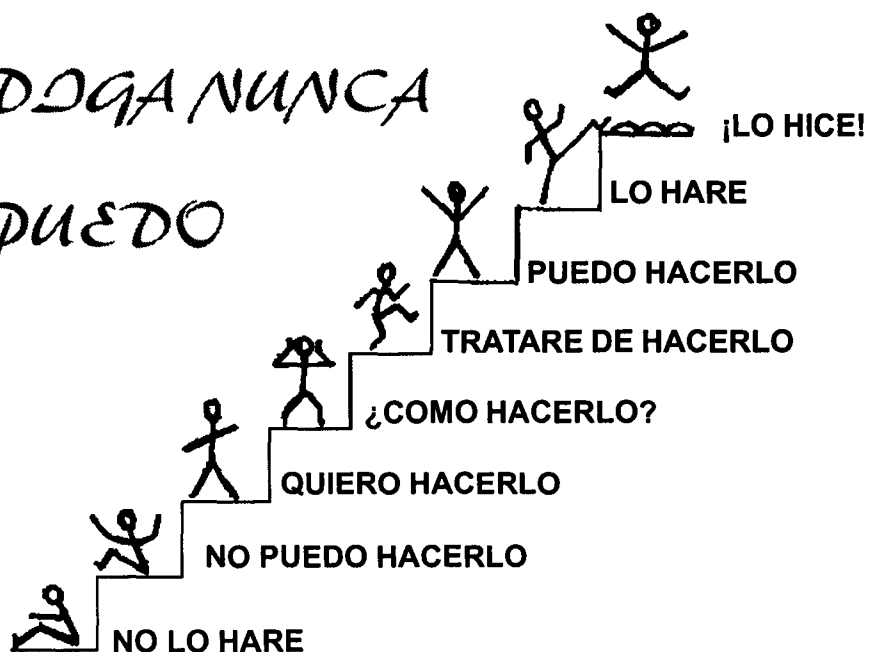 DIGA NUNCA
PUEDO
¡LO HICE!
LO HARE
PUEDO HACERLO
TRATARE DE HACERLO
¿COMO HACERLO?
QUIERO HACERLO
NO PUEDO HACERLO
NO LO HARE